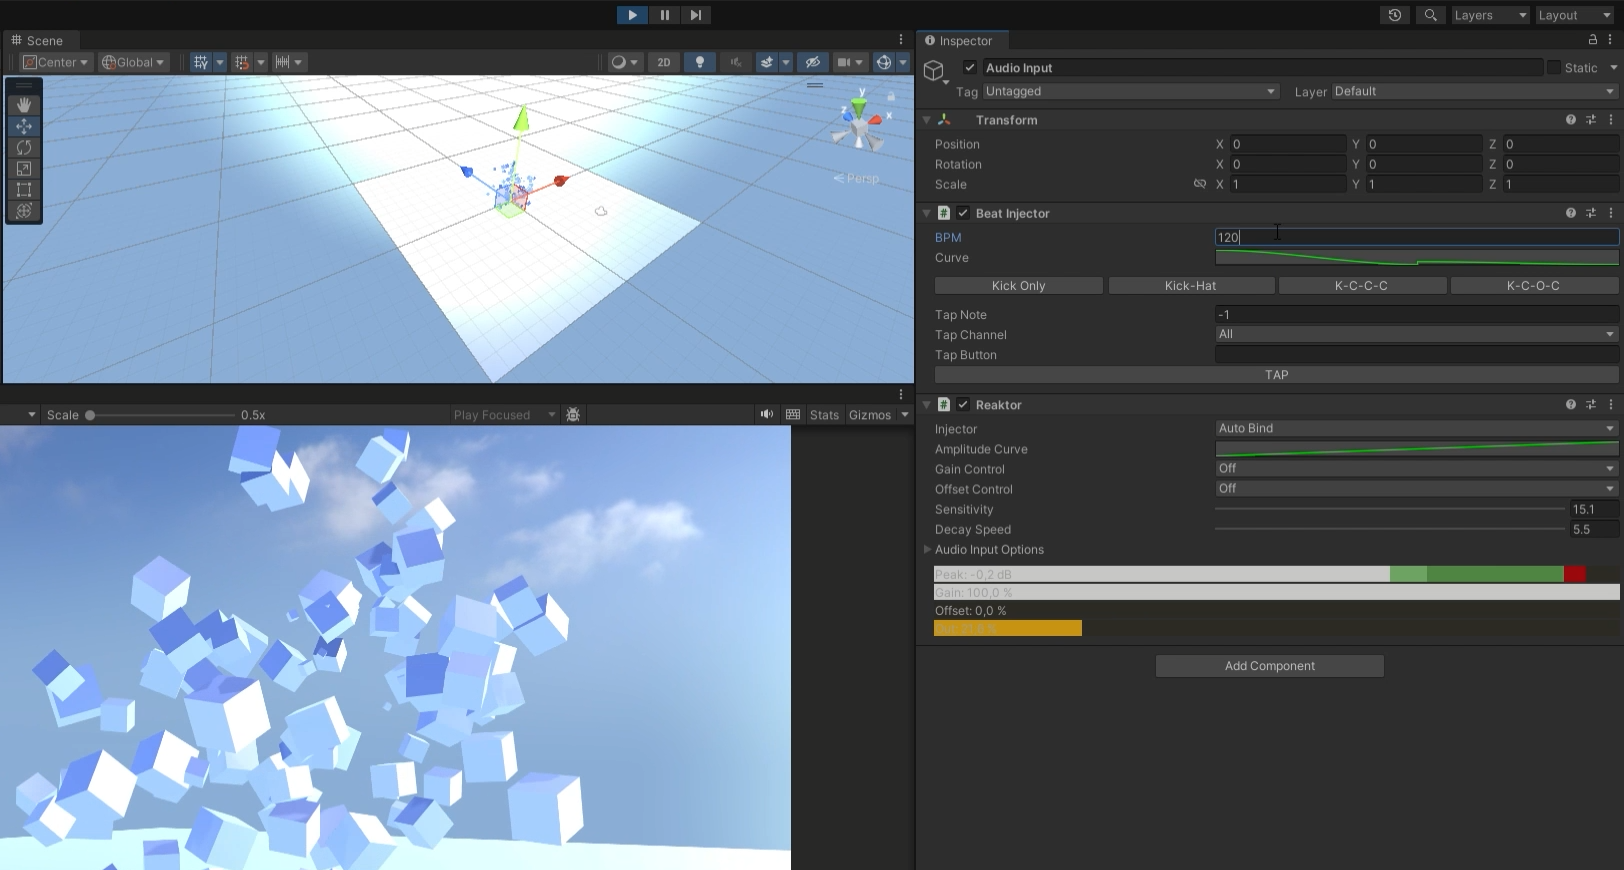 Layers
Layout
Scene
Center
Global
2D
y
z
x
Persp
Scale
0.5x
Play Focused
Stats
Gizmos
Inspector
Audio Input
Static
Tag
Untagged
Layer
Default
Transform
Position
X
0
Y
0
Z
0
Rotation
X
0
Y
0
Z
0
Scale
X
1
Y
1
Z
1
Beat Injector
BPM
120
Curve
Kick Only
Kick-Hat
K-C-C-C
K-C-O-C
Tap Note
-1
Tap Channel
All
Tap Button
TAP
Reaktor
Injector
Auto Bind
Amplitude Curve
Gain Control
Off
Offset Control
Off
Sensitivity
15.1
Decay Speed
5.5
Audio Input Options
Peak: -0,2 dB
Gain: 100,0 %
Offset: 0,0 %
Add Component